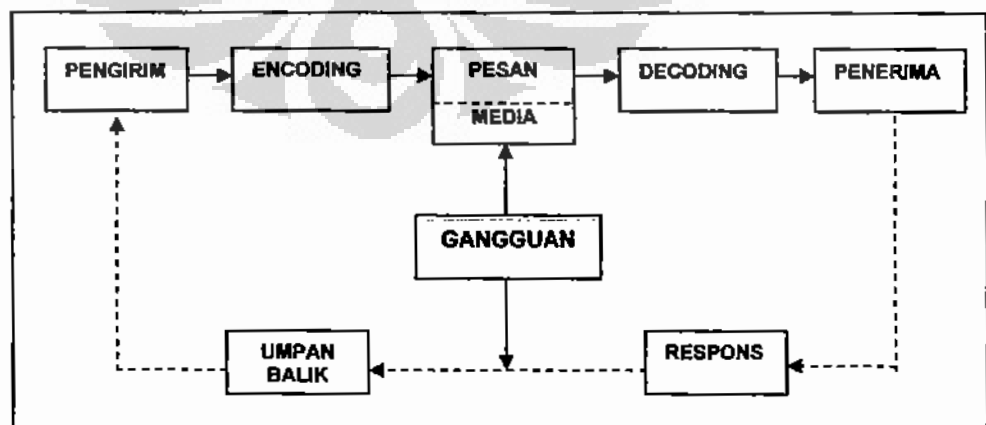 PENGIRIM
ENCODING
PESAN
MEDIA
DECODING
PENERIMA
GANGGUAN
UMPAN
BALIK
RESPONS